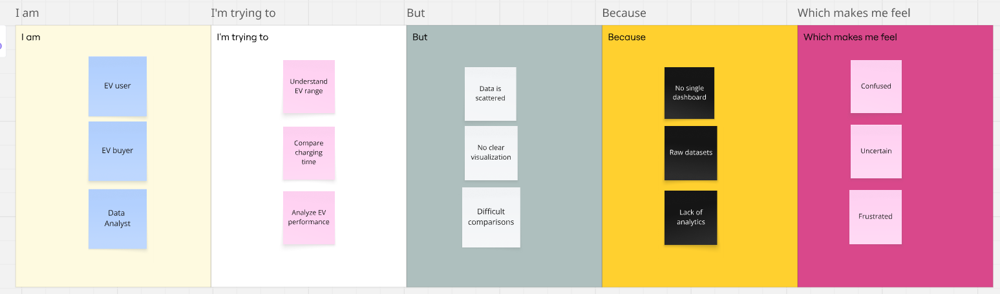 I am
I'm trying to
But
Because
Which makes me feel
I am
I'm trying to
But
Because
Which makes me feel
EV user
EV buyer
Data
Analyst
Understand
EV range
Compare
charging
time
Analyze EV
performance
Data is
scattered
No clear
visualization
Difficult
comparisons
No single
dashboard
Raw datasets
Lack of
analytics
Confused
Uncertain
Frustrated